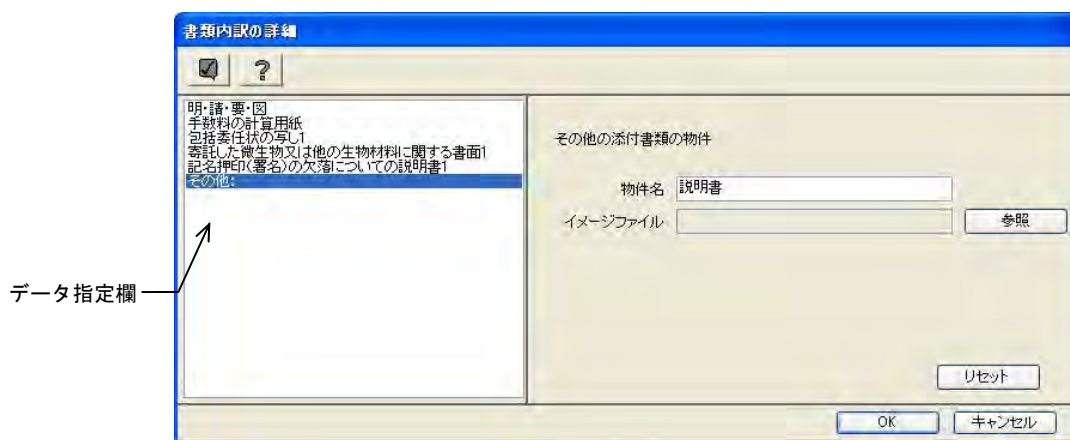 書類内訳の詳細
?
明・請・要・図
手数料の計算用紙
包括委任状の写し1
寄託した微生物又は他の生物材料に関する書面1
記名押印(署名)の欠落についての説明書1
その他:
その他の添付書類の物件
物件名 説明書
イメージファイル 参照
データ指定欄
リセット
OK キャンセル